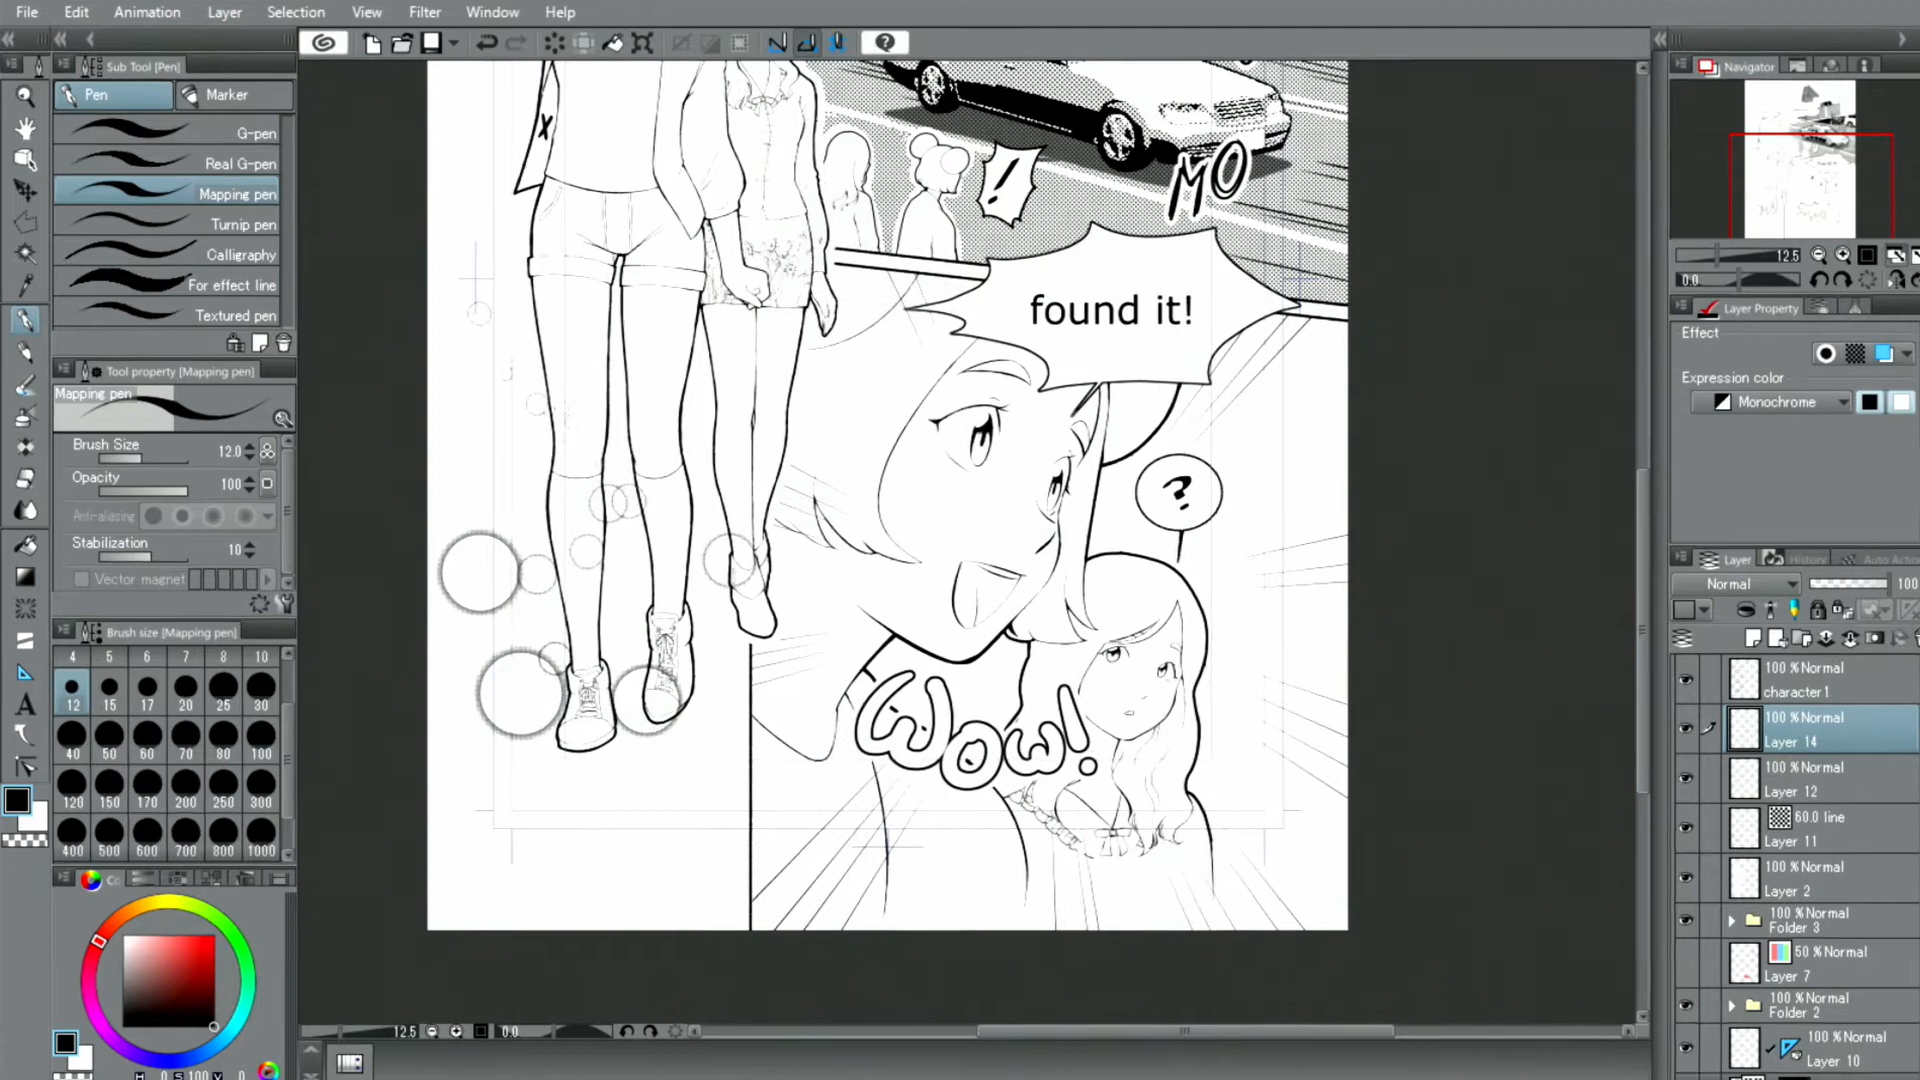 File Edit Animation Layer Selection View Filter Window Help
Sub Tool [Pen]
Pen Marker
G-pen
Real G-pen
Mapping pen
Turnip pen
Calligraphy
For effect line
Textured pen
Tool property [Mapping pen]
Mapping pen
Brush Size 12.0
Opacity 100
Anti-aliasing
Stabilization 10
Vector magnet
Brush size [Mapping pen]
4 5 6 7 8 10
12 15 17 20 25 30
40 50 60 70 80 100
120 150 170 200 250 300
400 500 600 700 800 1000
!
MO
found it!
?
Wow!
12.5 0.0
Navigator
12.5
0.0
Layer Property
Effect
Expression color
Monochrome
Layer History Auto Action
Normal 100
100 %Normal
character1
100 %Normal
Layer 14
100 %Normal
Layer 12
60.0 line
Layer 11
100 %Normal
Layer 2
100 %Normal
Folder 3
50 %Normal
Layer 7
100 %Normal
Folder 2
100 %Normal
Layer 10